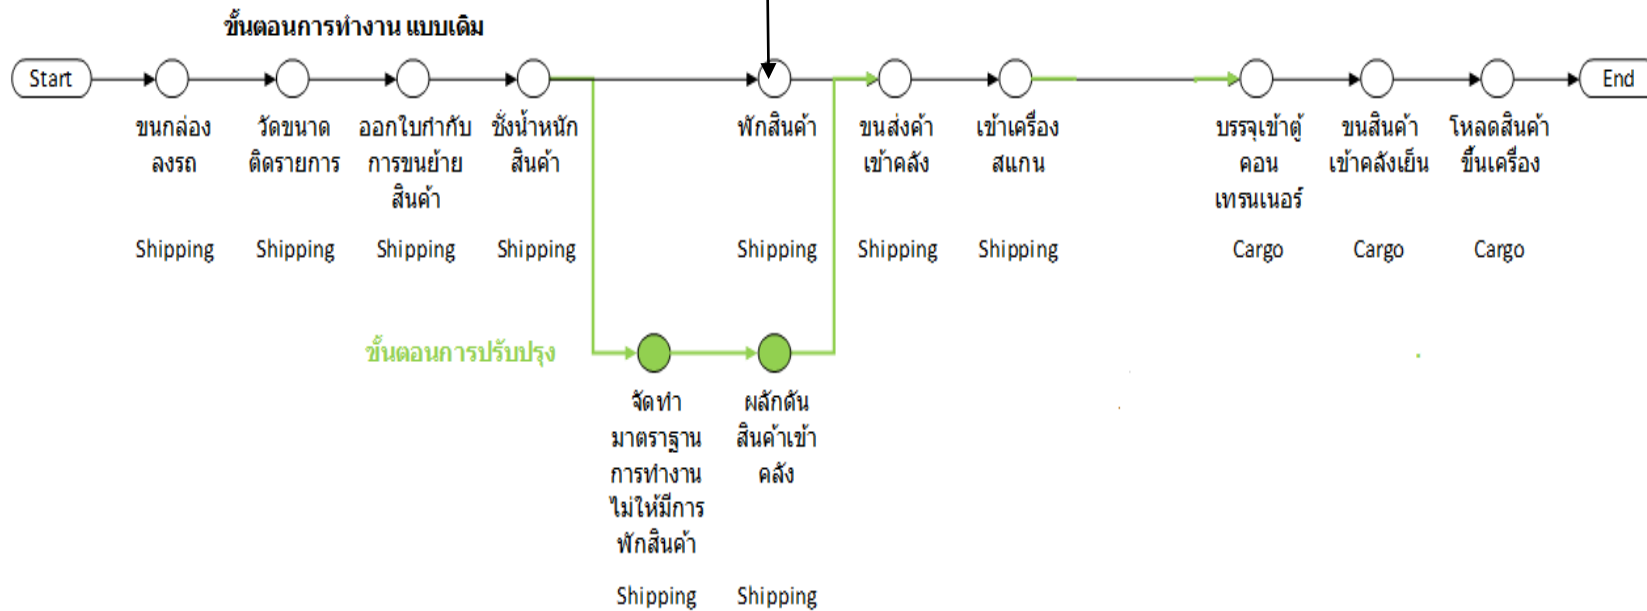 ขั้นตอนการทำงาน แบบเดิม
Start
End
ขนกล่อง
ลงรถ
Shipping
วัดขนาด
ติดรายการ
Shipping
ออกใบกำกับ
การขนย้าย
สินค้า
Shipping
ชั่งน้ำหนัก
สินค้า
Shipping
พักสินค้า
Shipping
ขนส่งค้า
เข้าคลัง
Shipping
เข้าเครื่อง
สแกน
Shipping
บรรจุเข้าตู้
คอน
เทรนเนอร์
Cargo
ขนสินค้า
เข้าคลังเย็น
Cargo
โหลดสินค้า
ขึ้นเครื่อง
Cargo
ขั้นตอนการปรับปรุง
จัดทำ
มาตราฐาน
การทำงาน
ไม่ให้มีการ
พักสินค้า
Shipping
ผลักดัน
สินค้าเข้า
คลัง
Shipping